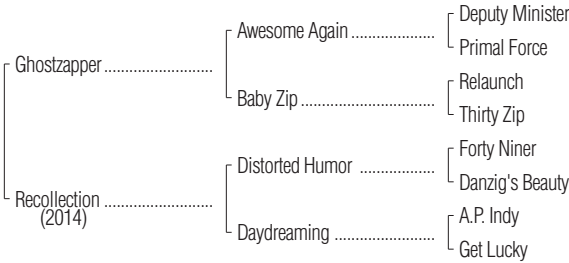 Deputy Minister
Awesome Again ....................
Primal Force
Ghostzapper ..........................
Relaunch
Baby Zip ................................
Thirty Zip
Forty Niner
Distorted Humor ..................
Danzig's Beauty
Recollection ..........................
(2014)
A.P. Indy
Daydreaming ........................
Get Lucky